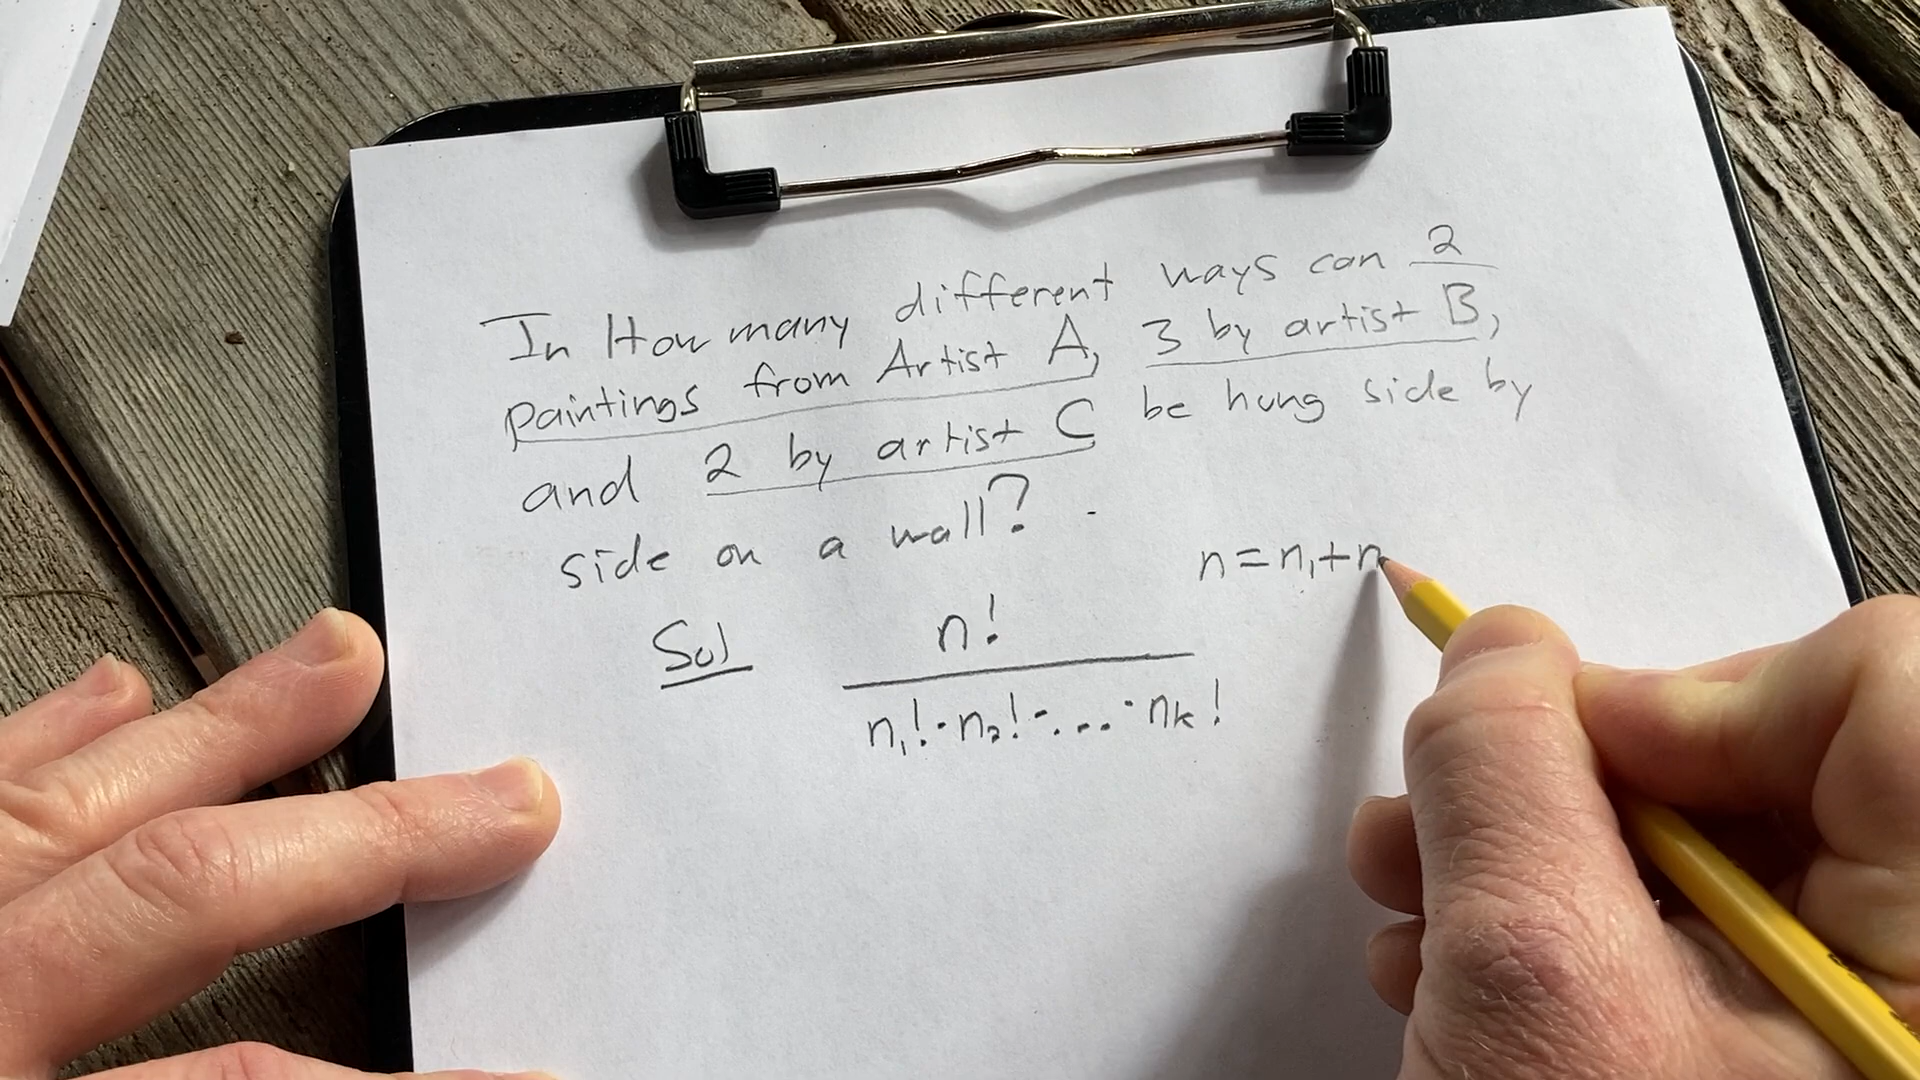 In How many different ways can 2
paintings from Artist A, 3 by artist B,
and 2 by artist C be hung side by
side on a wall?
n=n₁+n
Sol
n!
n₁!·n₂!·...·nₖ!